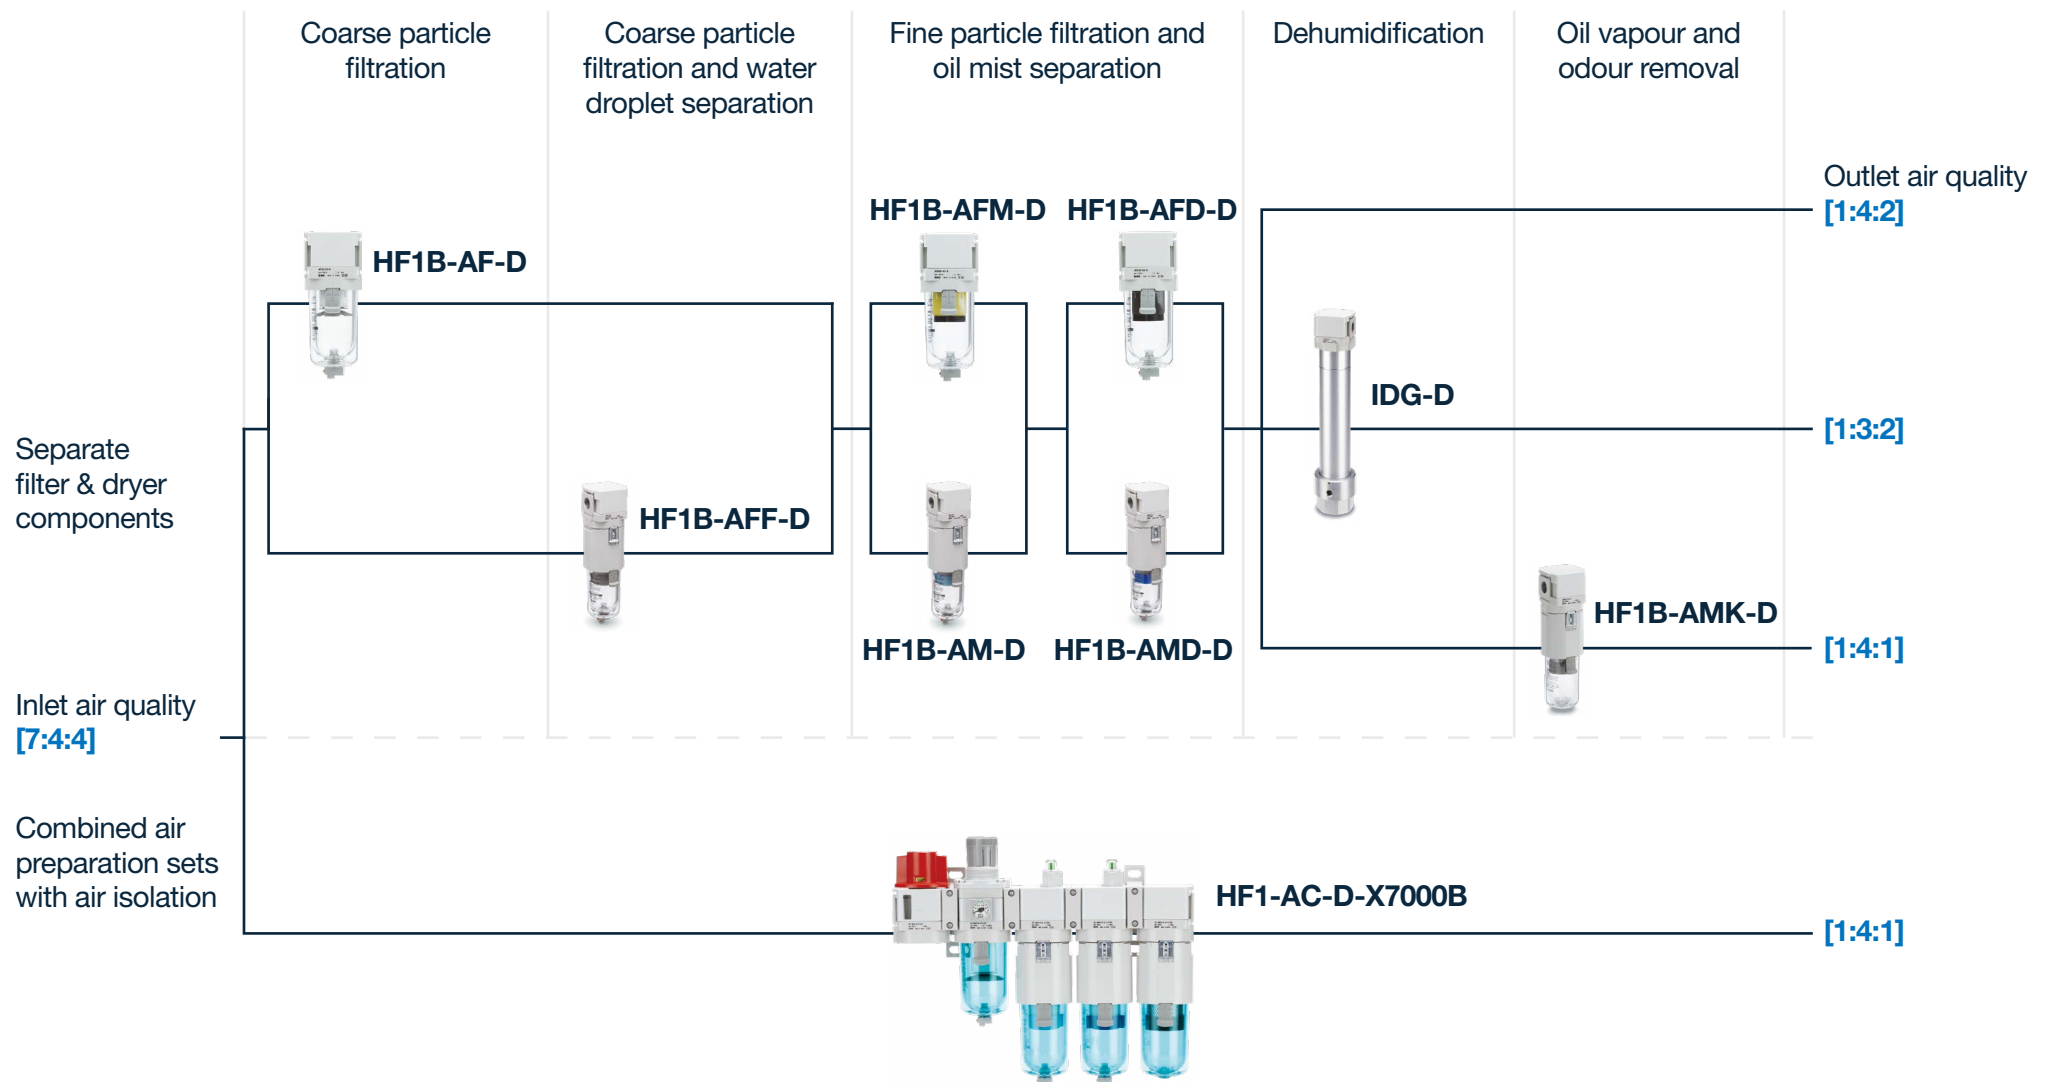 Coarse particle
filtration
Coarse particle
filtration and water
droplet separation
Fine particle filtration and
oil mist separation
Dehumidification
Oil vapour and
odour removal
Outlet air quality
[1:4:2]
HF1B-AFM-D
HF1B-AFD-D
HF1B-AF-D
IDG-D
[1:3:2]
Separate
filter & dryer
components
HF1B-AFF-D
HF1B-AMK-D
HF1B-AM-D
HF1B-AMD-D
[1:4:1]
Inlet air quality
[7:4:4]
Combined air
preparation sets
with air isolation
HF1-AC-D-X7000B
[1:4:1]